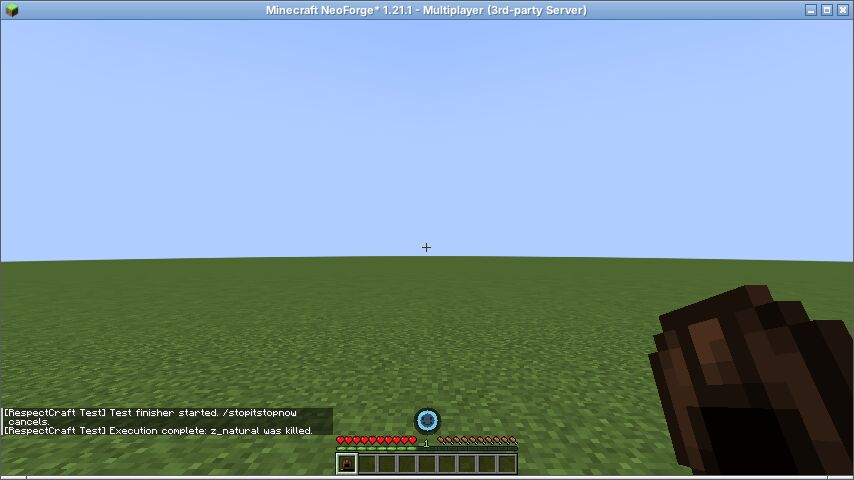 Minecraft NeoForge* 1.21.1 - Multiplayer (3rd-party Server)
[RespectCraft Test] Test finisher started. /stopitstopnow
cancels.
[RespectCraft Test] Execution complete: z_natural was killed.
1